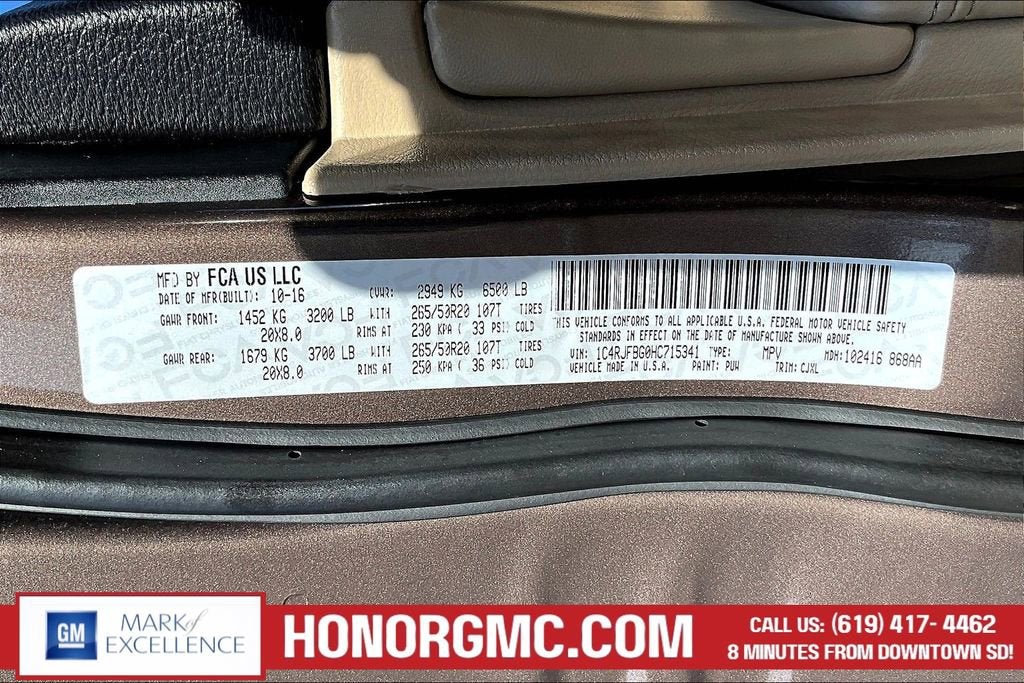 MFD BY FCA US LLC
DATE OF MFR(BUILT): 10-16 GVWR: 2949 KG 6500 LB
GAWR FRONT: 1452 KG 3200 LB WITH 265/50R20 107T TIRES
20X8.0 RIMS AT 230 KPA ( 33 PSI) COLD
GAWR REAR: 1679 KG 3700 LB WITH 265/50R20 107T TIRES
20X8.0 RIMS AT 250 KPA ( 36 PSI) COLD
THIS VEHICLE CONFORMS TO ALL APPLICABLE U.S.A. FEDERAL MOTOR VEHICLE SAFETY
STANDARDS IN EFFECT ON THE DATE OF MANUFACTURE SHOWN ABOVE.
VIN: 1C4RJFBG0HC715341 TYPE: MPV MDH: 102416 868AA
VEHICLE MADE IN U.S.A. PAINT: PUW TRIM: CJXL
GM
MARK of
EXCELLENCE
HONORGMC.COM
CALL US: (619) 417- 4462
8 MINUTES FROM DOWNTOWN SD!